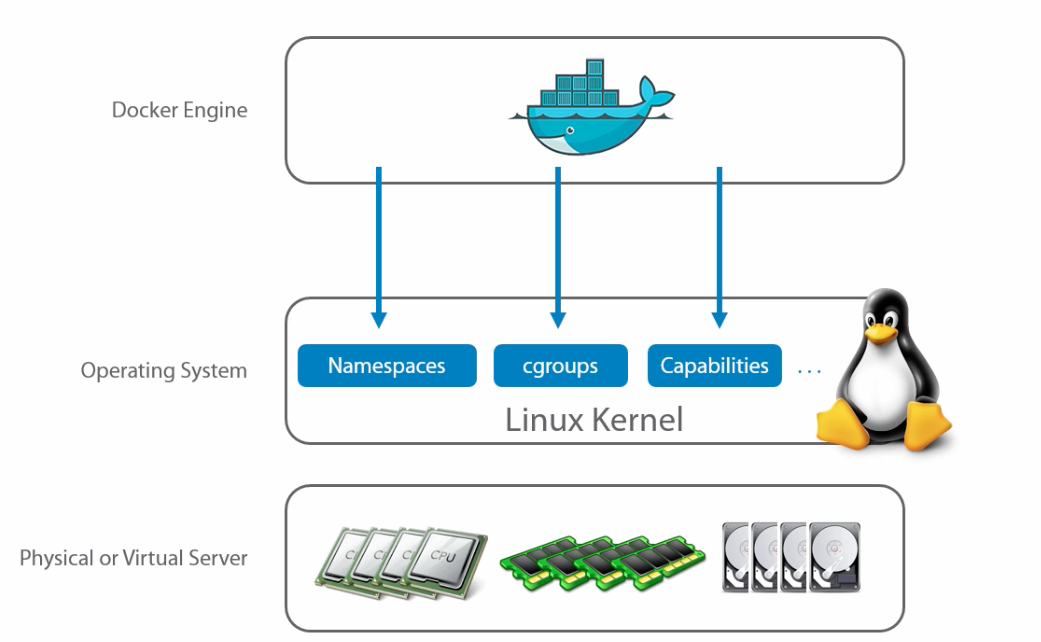 Docker Engine
Operating System
Namespaces
cgroups
Capabilities
...
Linux Kernel
Physical or Virtual Server
C
C
C
CPU